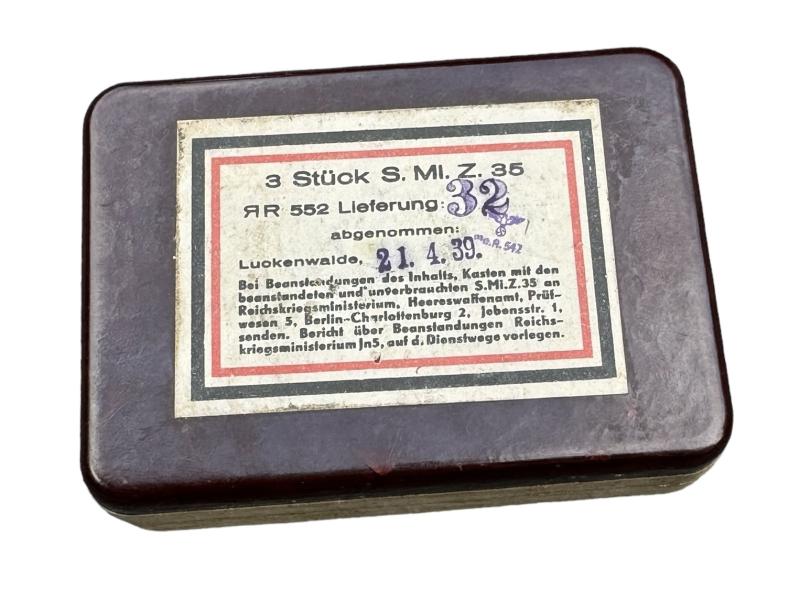 3 Stück S. Mi. Z. 35
ЯR 552 Lieferung: 32
abgenommen:
Luckenwalde, 21. 4. 39.
Bei Beanstandungen des Inhalts, Kasten mit den
beanstandeten und unverbrauchten S.Mi.Z.35 an
Reichskriegsministerium, Heereswaffenamt, Prüf-
wesen 5, Berlin-Charlottenburg 2, Jebensstr. 1,
senden. Bericht über Beanstandungen Reichs-
kriegsministerium Jn5, auf d. Dienstwege vorlegen.